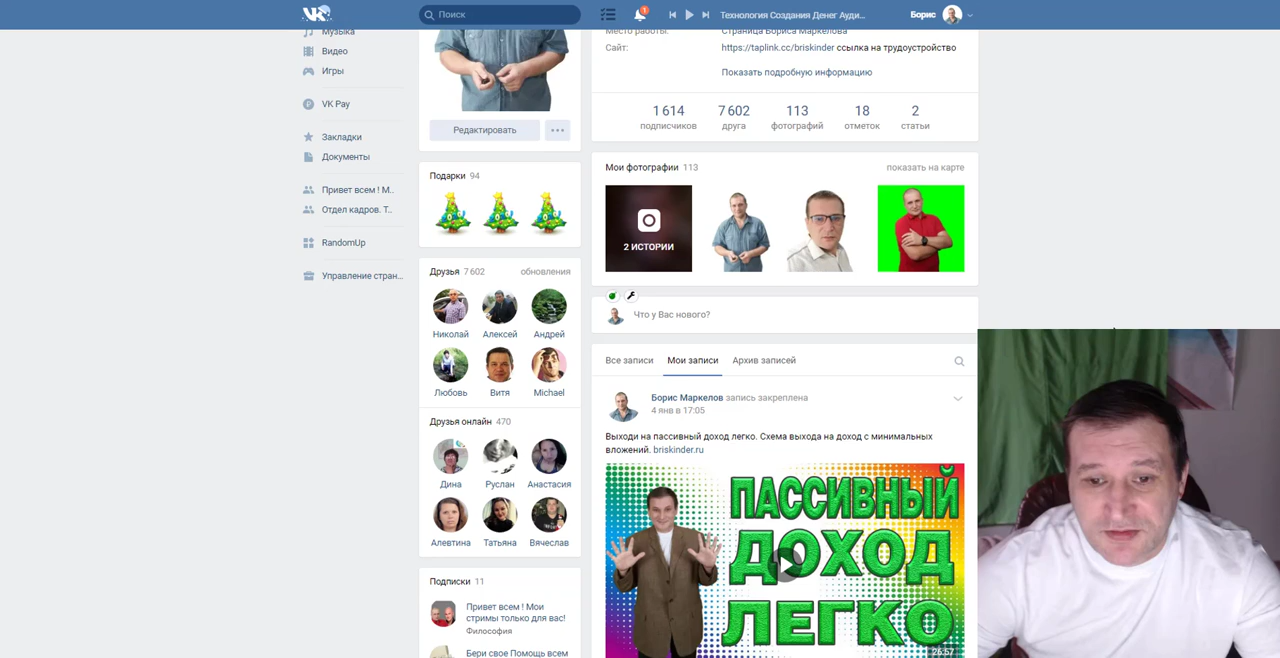 Поиск
1
Технология Создания Денег Ауди...
Борис
Музыка
Видео
Игры
VK Pay
Закладки
Документы
Привет всем ! М..
Отдел кадров. Т..
RandomUp
Управление стран...
Редактировать
Подарки 94
Друзья 7 602
обновления
Николай
Алексей
Андрей
Любовь
Витя
Michael
Друзья онлайн 470
Дина
Руслан
Анастасия
Алевтина
Татьяна
Вячеслав
Подписки 11
Привет всем ! Мои
стримы только для вас!
Философия
Бери свое Помощь всем
Место работы:
Страница Бориса Маркелова
Сайт:
https://taplink.cc/briskinder ссылка на трудоустройство
Показать подробную информацию
1 614
подписчиков
7 602
друга
113
фотографий
18
отметок
2
статьи
Мои фотографии 113
показать на карте
2 ИСТОРИИ
Что у Вас нового?
Все записи
Мои записи
Архив записей
Борис Маркелов запись закреплена
4 янв в 17:05
Выходи на пассивный доход легко. Схема выхода на доход с минимальных
вложений. briskinder.ru
ПАССИВНЫЙ
ДОХОД
ЛЕГКО
26:57